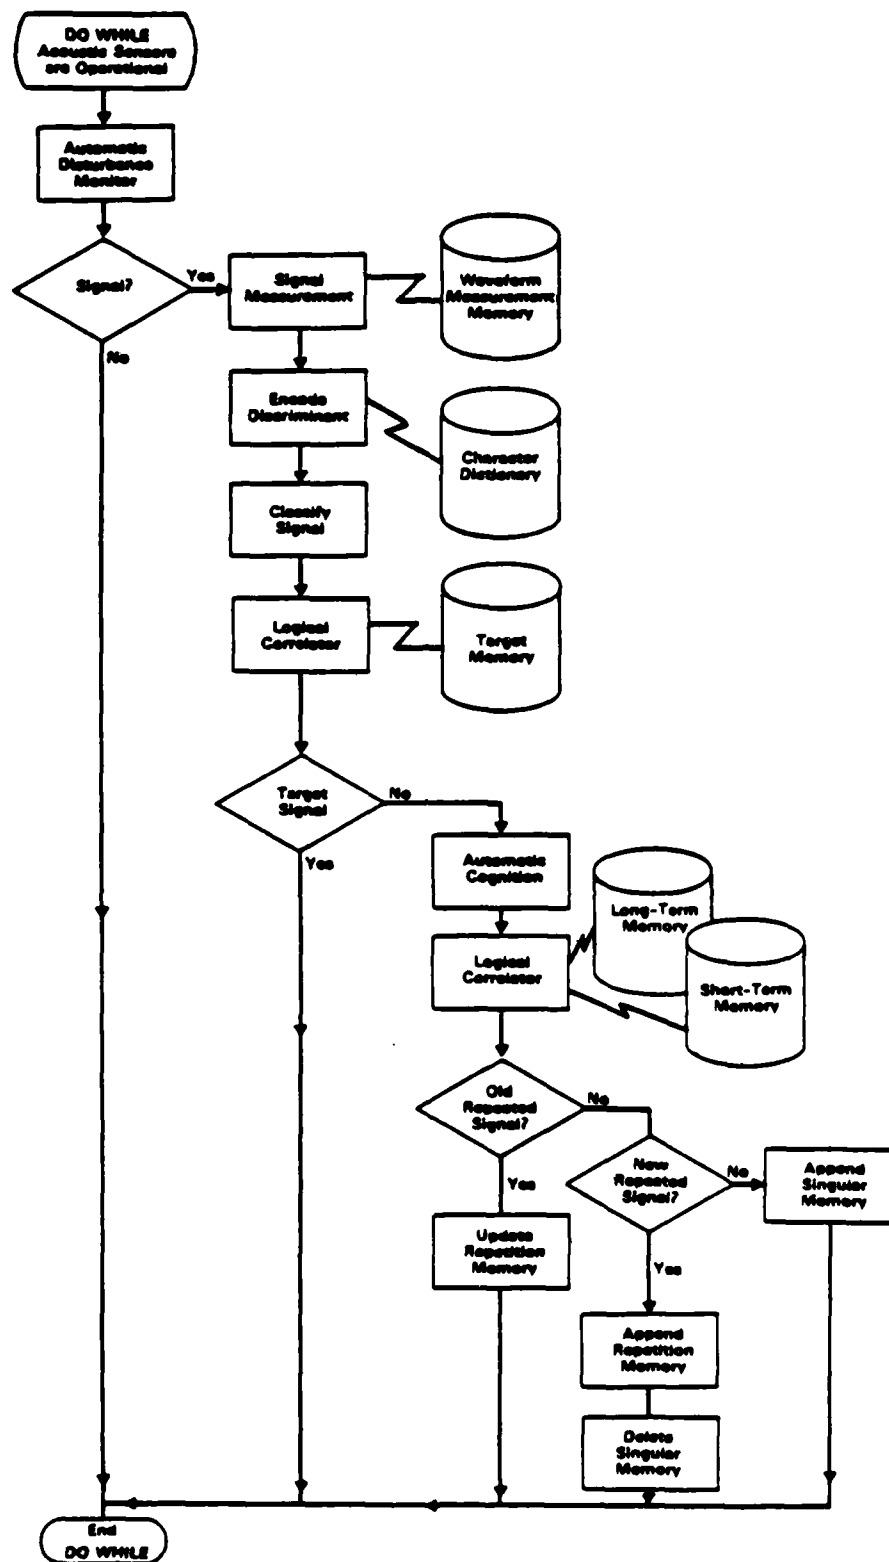 DO WHILE
Acoustic Sensors
are Operational
Automatic
Disturbance
Monitor
Signal?
Yes
No
Signal
Measurement
Waveform
Measurement
Memory
Encode
Discriminant
Character
Dictionary
Classify
Signal
Logical
Correlator
Target
Memory
Target
Signal
No
Yes
Automatic
Cognition
Long-Term
Memory
Logical
Correlator
Short-Term
Memory
Old
Repeated
Signal?
No
Yes
New
Repeated
Signal?
No
Yes
Append
Singular
Memory
Update
Repetition
Memory
Append
Repetition
Memory
Delete
Singular
Memory
End
DO WHILE